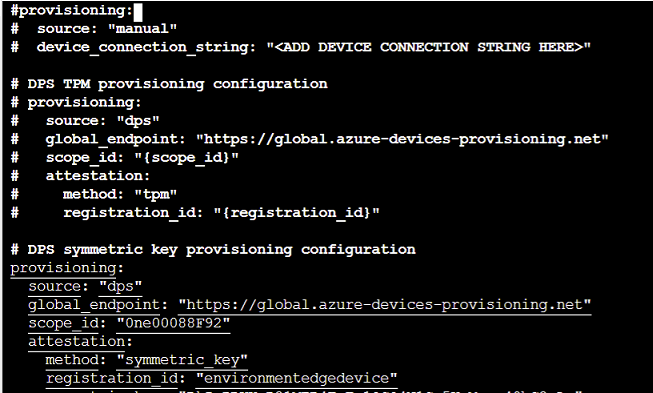 #provisioning:
#  source: "manual"
#  device_connection_string: "<ADD DEVICE CONNECTION STRING HERE>"
# DPS TPM provisioning configuration
# provisioning:
#   source: "dps"
#   global_endpoint: "https://global.azure-devices-provisioning.net"
#   scope_id: "{scope_id}"
#   attestation:
#     method: "tpm"
#     registration_id: "{registration_id}"
# DPS symmetric key provisioning configuration
provisioning:
  source: "dps"
  global_endpoint: "https://global.azure-devices-provisioning.net"
  scope_id: "0ne00088F92"
  attestation:
    method: "symmetric_key"
    registration_id: "environmentedgedevice"